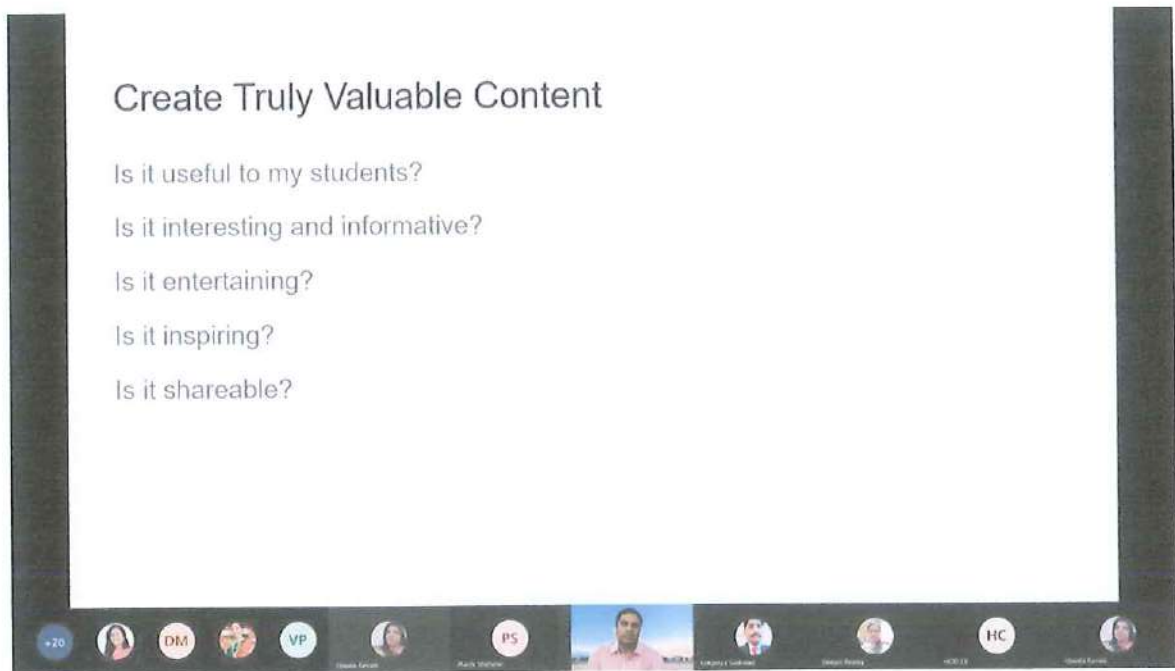 Create Truly Valuable Content
Is it useful to my students?
Is it interesting and informative?
Is it entertaining?
Is it inspiring?
Is it shareable?
+20
DM
VP
PS
HC